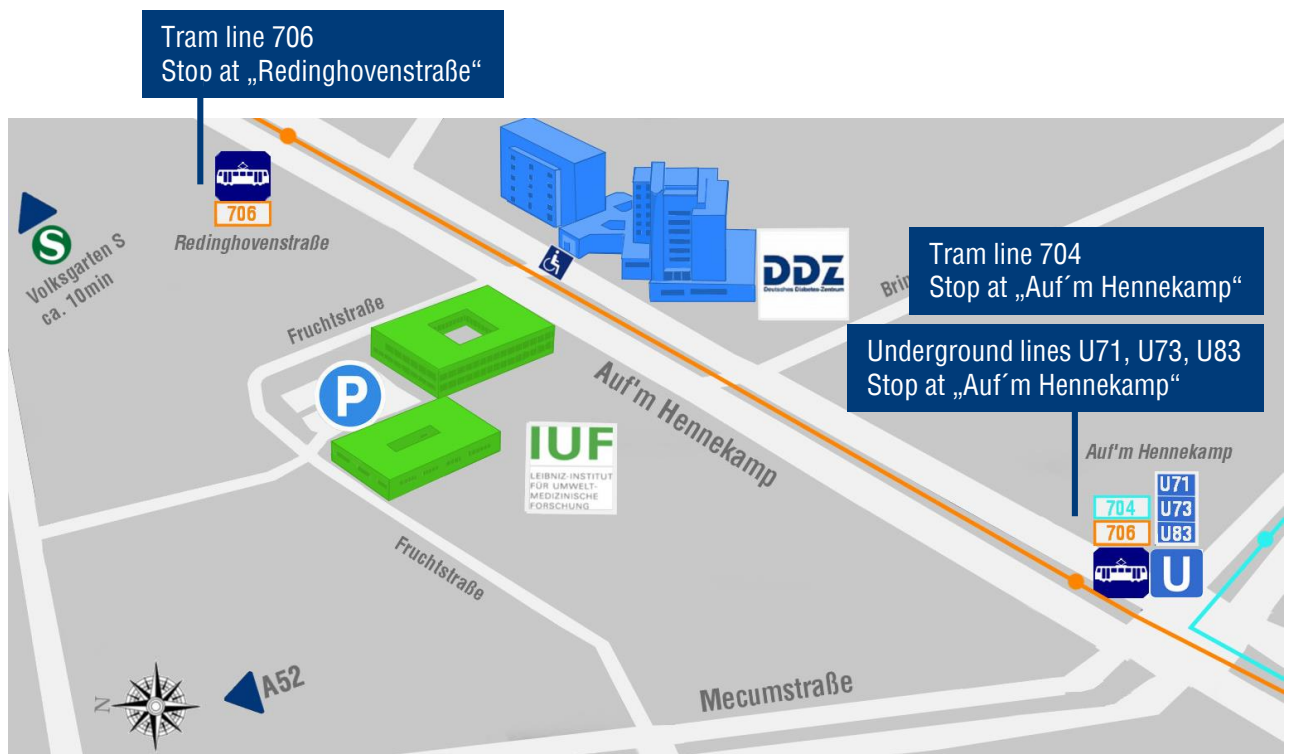 Tram line 706
Stop at „Redinghovenstraße“
706
Redinghovenstraße
S
Volksgarten S
ca. 10min
DDZ
Deutsches Diabetes-Zentrum
Tram line 704
Stop at „Auf´m Hennekamp“
Underground lines U71, U73, U83
Stop at „Auf´m Hennekamp“
Fruchtstraße
P
Auf'm Hennekamp
IUF
LEIBNIZ-INSTITUT
FÜR UMWELT-
MEDIZINISCHE
FORSCHUNG
Auf'm Hennekamp
U71
704
U73
706
U83
U
Fruchtstraße
N
A52
Mecumstraße